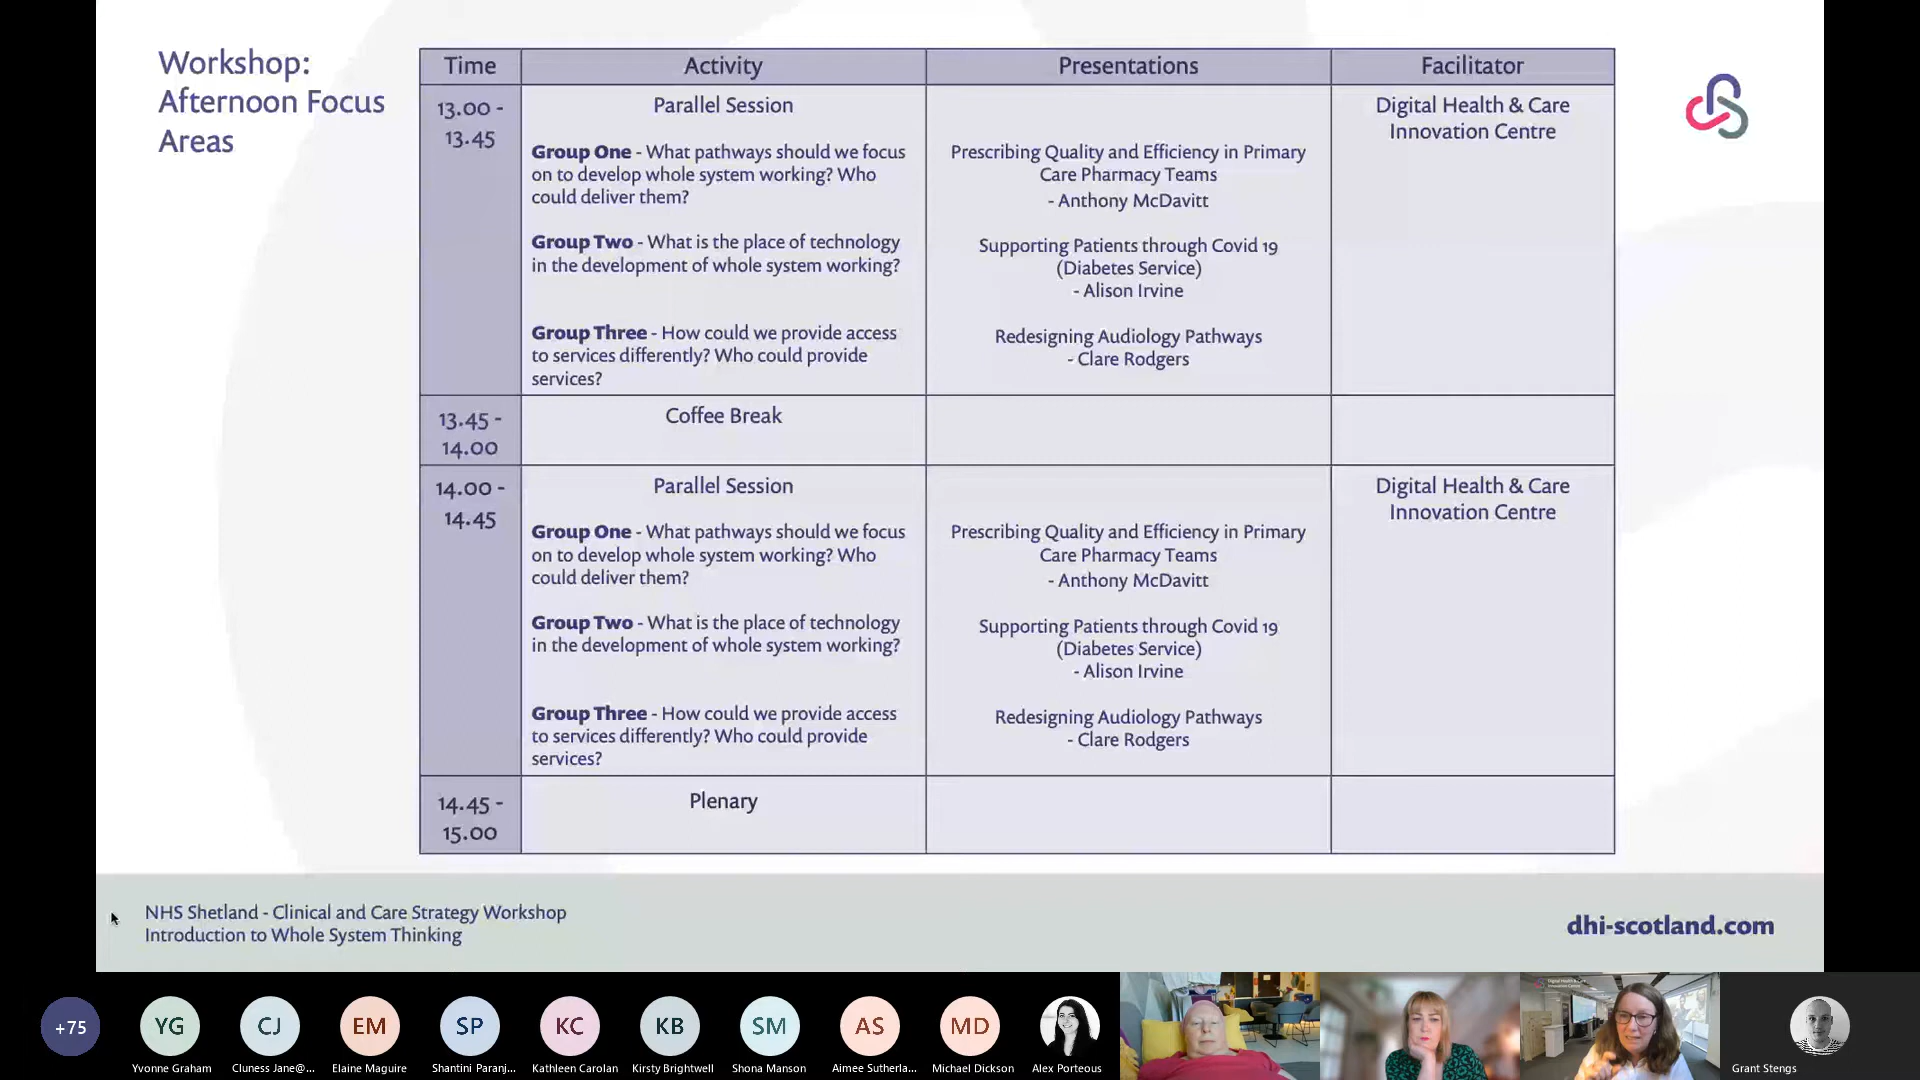 Workshop:
Afternoon Focus
Areas
Time
Activity
Presentations
Facilitator
13.00 -
13.45
Parallel Session
Group One - What pathways should we focus
on to develop whole system working? Who
could deliver them?
Group Two - What is the place of technology
in the development of whole system working?
Group Three - How could we provide access
to services differently? Who could provide
services?
Prescribing Quality and Efficiency in Primary
Care Pharmacy Teams
- Anthony McDavitt
Supporting Patients through Covid 19
(Diabetes Service)
- Alison Irvine
Redesigning Audiology Pathways
- Clare Rodgers
Digital Health & Care
Innovation Centre
13.45 -
14.00
Coffee Break
14.00 -
14.45
Parallel Session
Group One - What pathways should we focus
on to develop whole system working? Who
could deliver them?
Group Two - What is the place of technology
in the development of whole system working?
Group Three - How could we provide access
to services differently? Who could provide
services?
Prescribing Quality and Efficiency in Primary
Care Pharmacy Teams
- Anthony McDavitt
Supporting Patients through Covid 19
(Diabetes Service)
- Alison Irvine
Redesigning Audiology Pathways
- Clare Rodgers
Digital Health & Care
Innovation Centre
14.45 -
15.00
Plenary
NHS Shetland - Clinical and Care Strategy Workshop
Introduction to Whole System Thinking
dhi-scotland.com
+75
YG
CJ
EM
SP
KC
KB
SM
AS
MD
Yvonne Graham
Cluness Jane@...
Elaine Maguire
Shantini Paranj...
Kathleen Carolan
Kirsty Brightwell
Shona Manson
Aimee Sutherla...
Michael Dickson
Alex Porteous
Grant Stengs